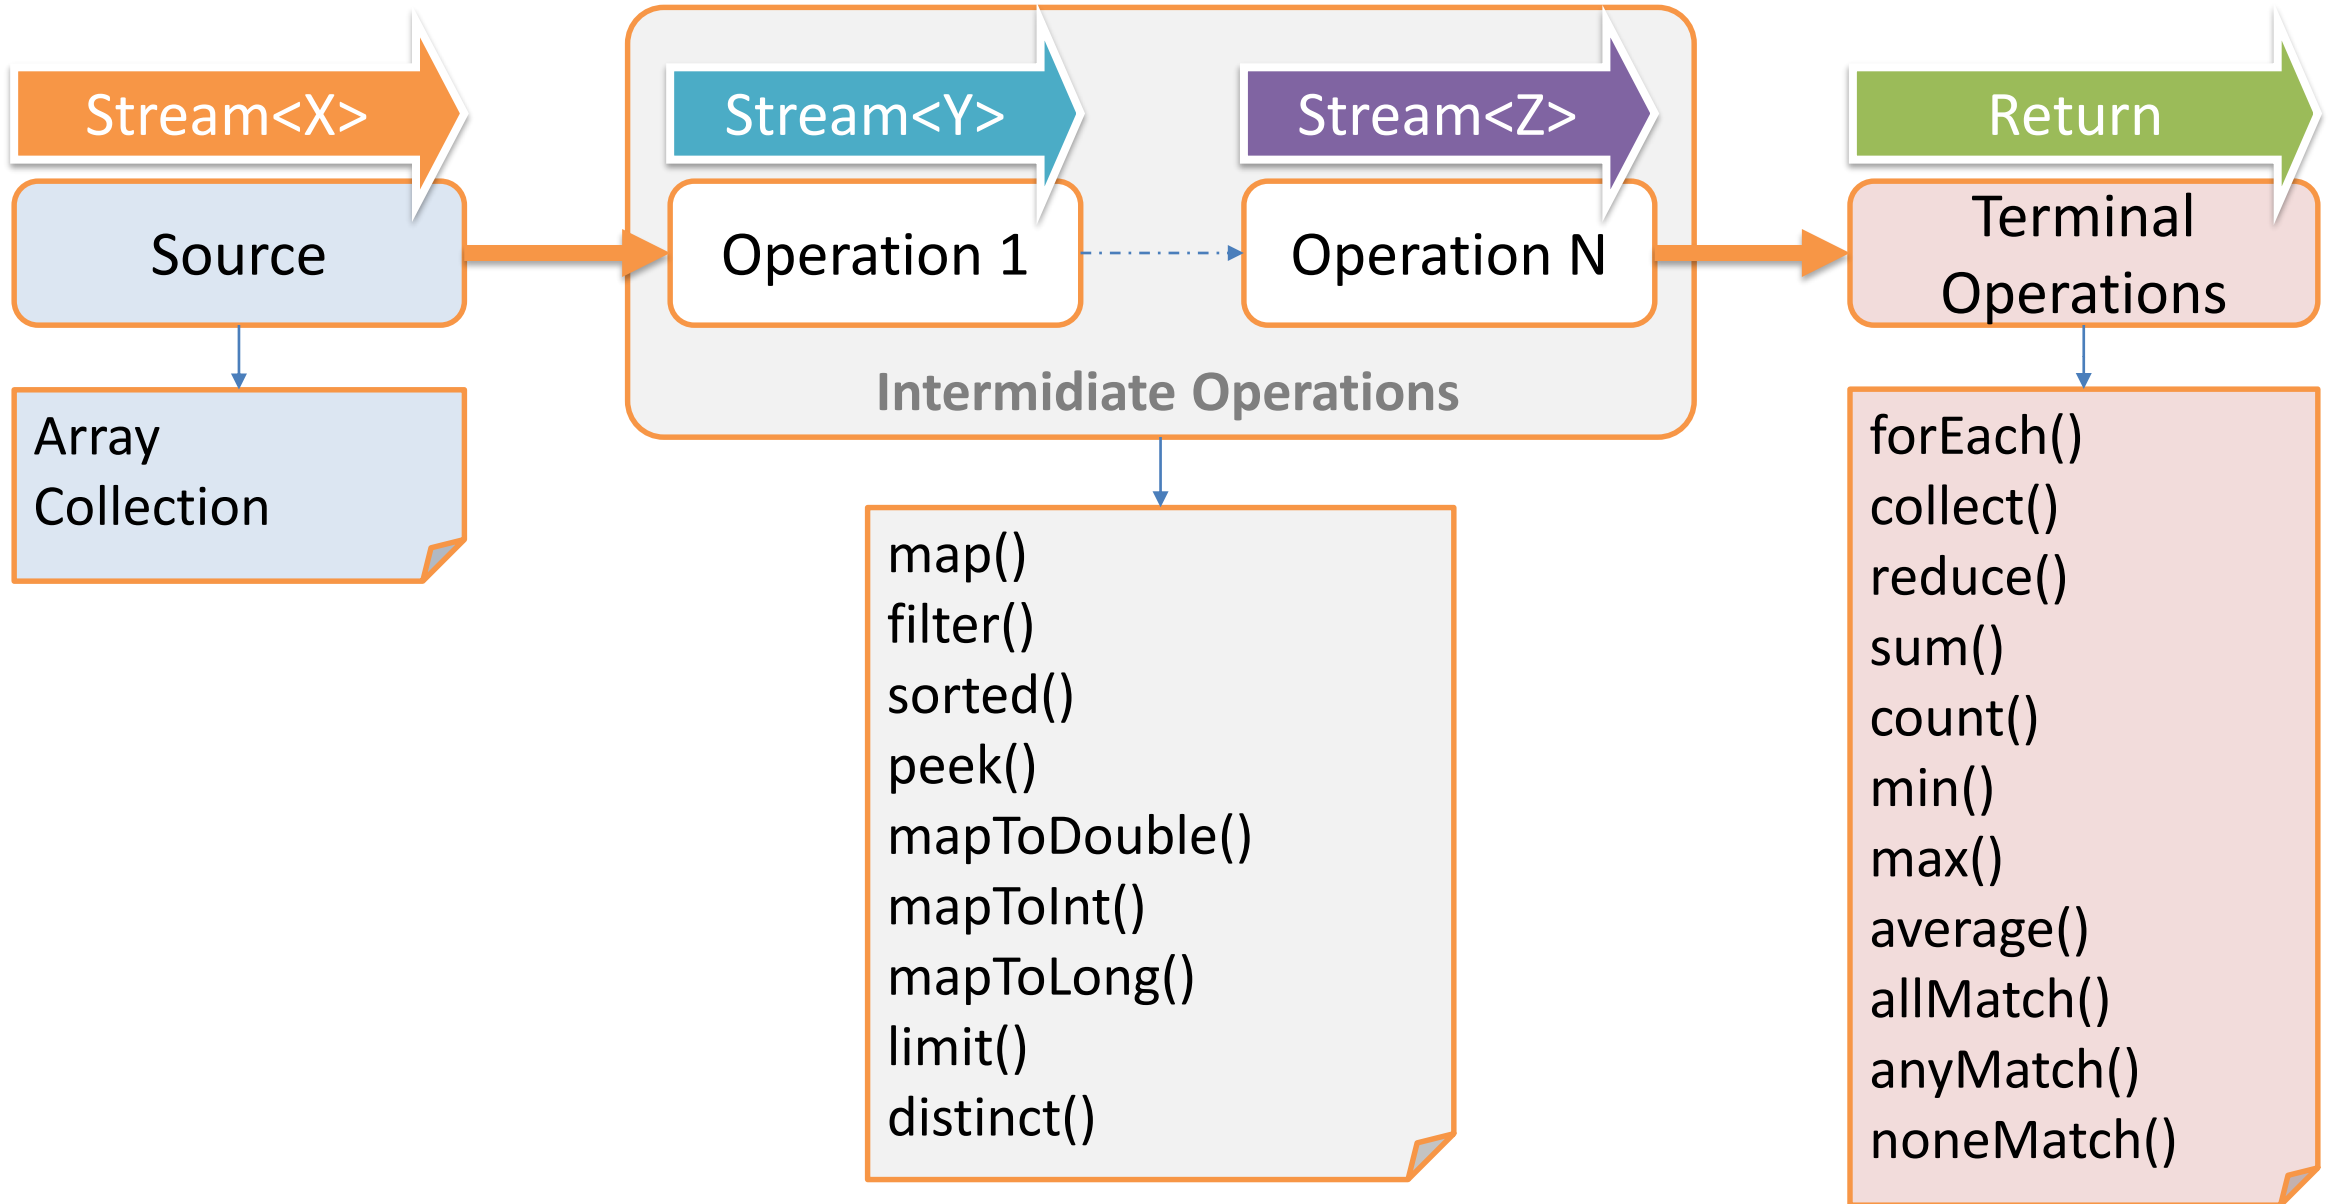 Stream<X>
Stream<Y>
Stream<Z>
Return
Source
Operation 1
Operation N
Terminal
Operations
Intermidiate Operations
Array
Collection
map()
filter()
sorted()
peek()
mapToDouble()
mapToInt()
mapToLong()
limit()
distinct()
forEach()
collect()
reduce()
sum()
count()
min()
max()
average()
allMatch()
anyMatch()
noneMatch()